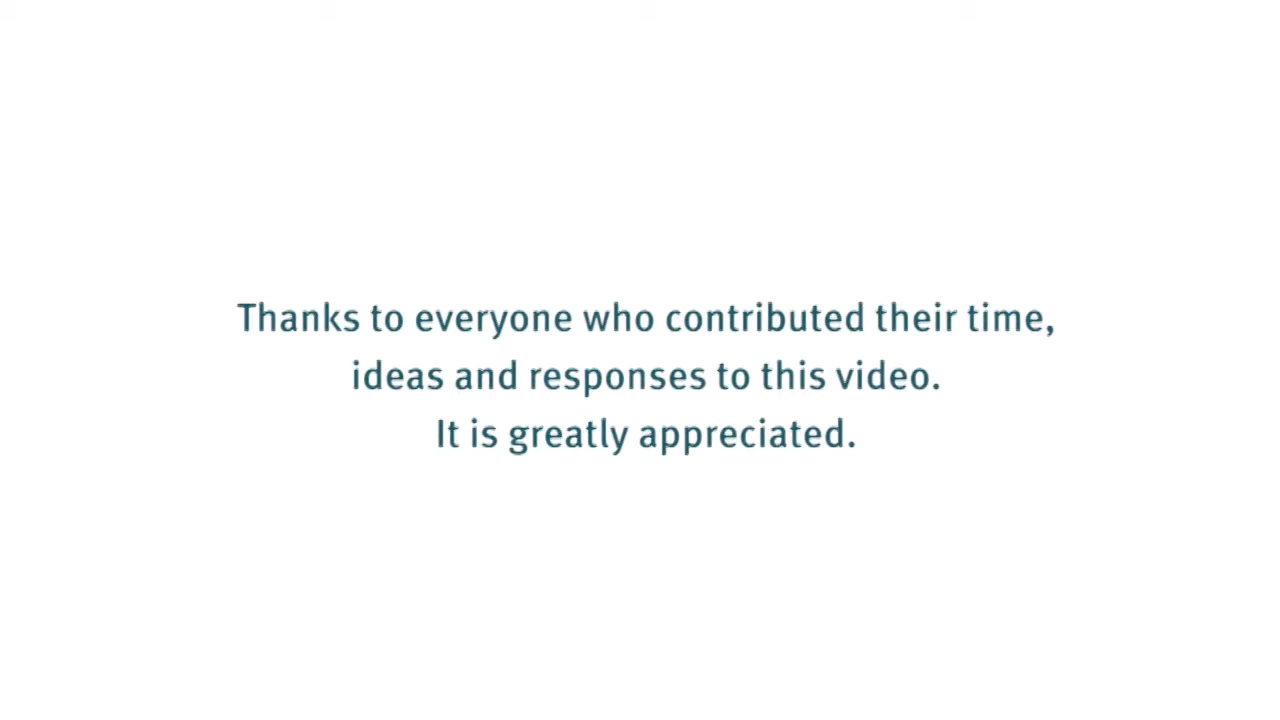 Thanks to everyone who contributed their time,
ideas and responses to this video.
It is greatly appreciated.